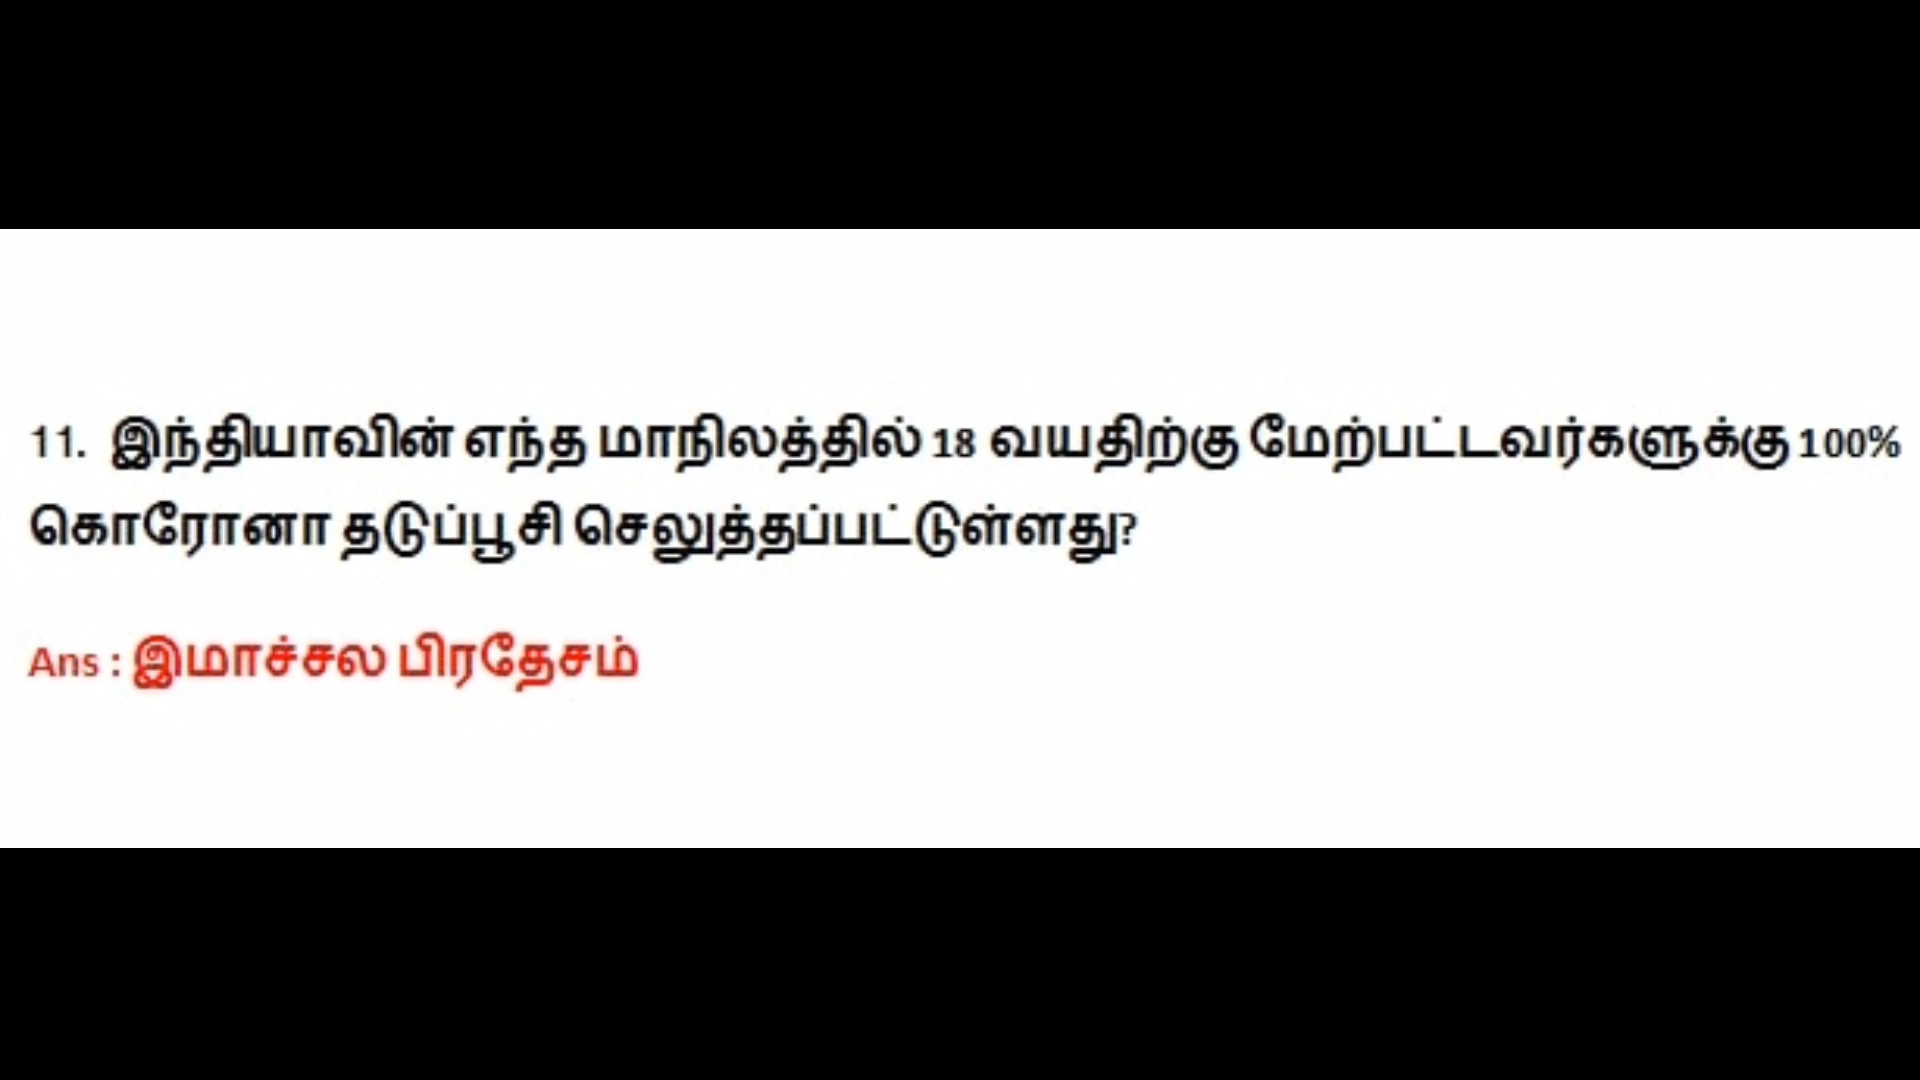 11. இந்தியாவின் எந்த மாநிலத்தில் 18 வயதிற்கு மேற்பட்டவர்களுக்கு 100%
கொரோனா தடுப்பூசி செலுத்தப்பட்டுள்ளது?
Ans : இமாச்சல பிரதேசம்